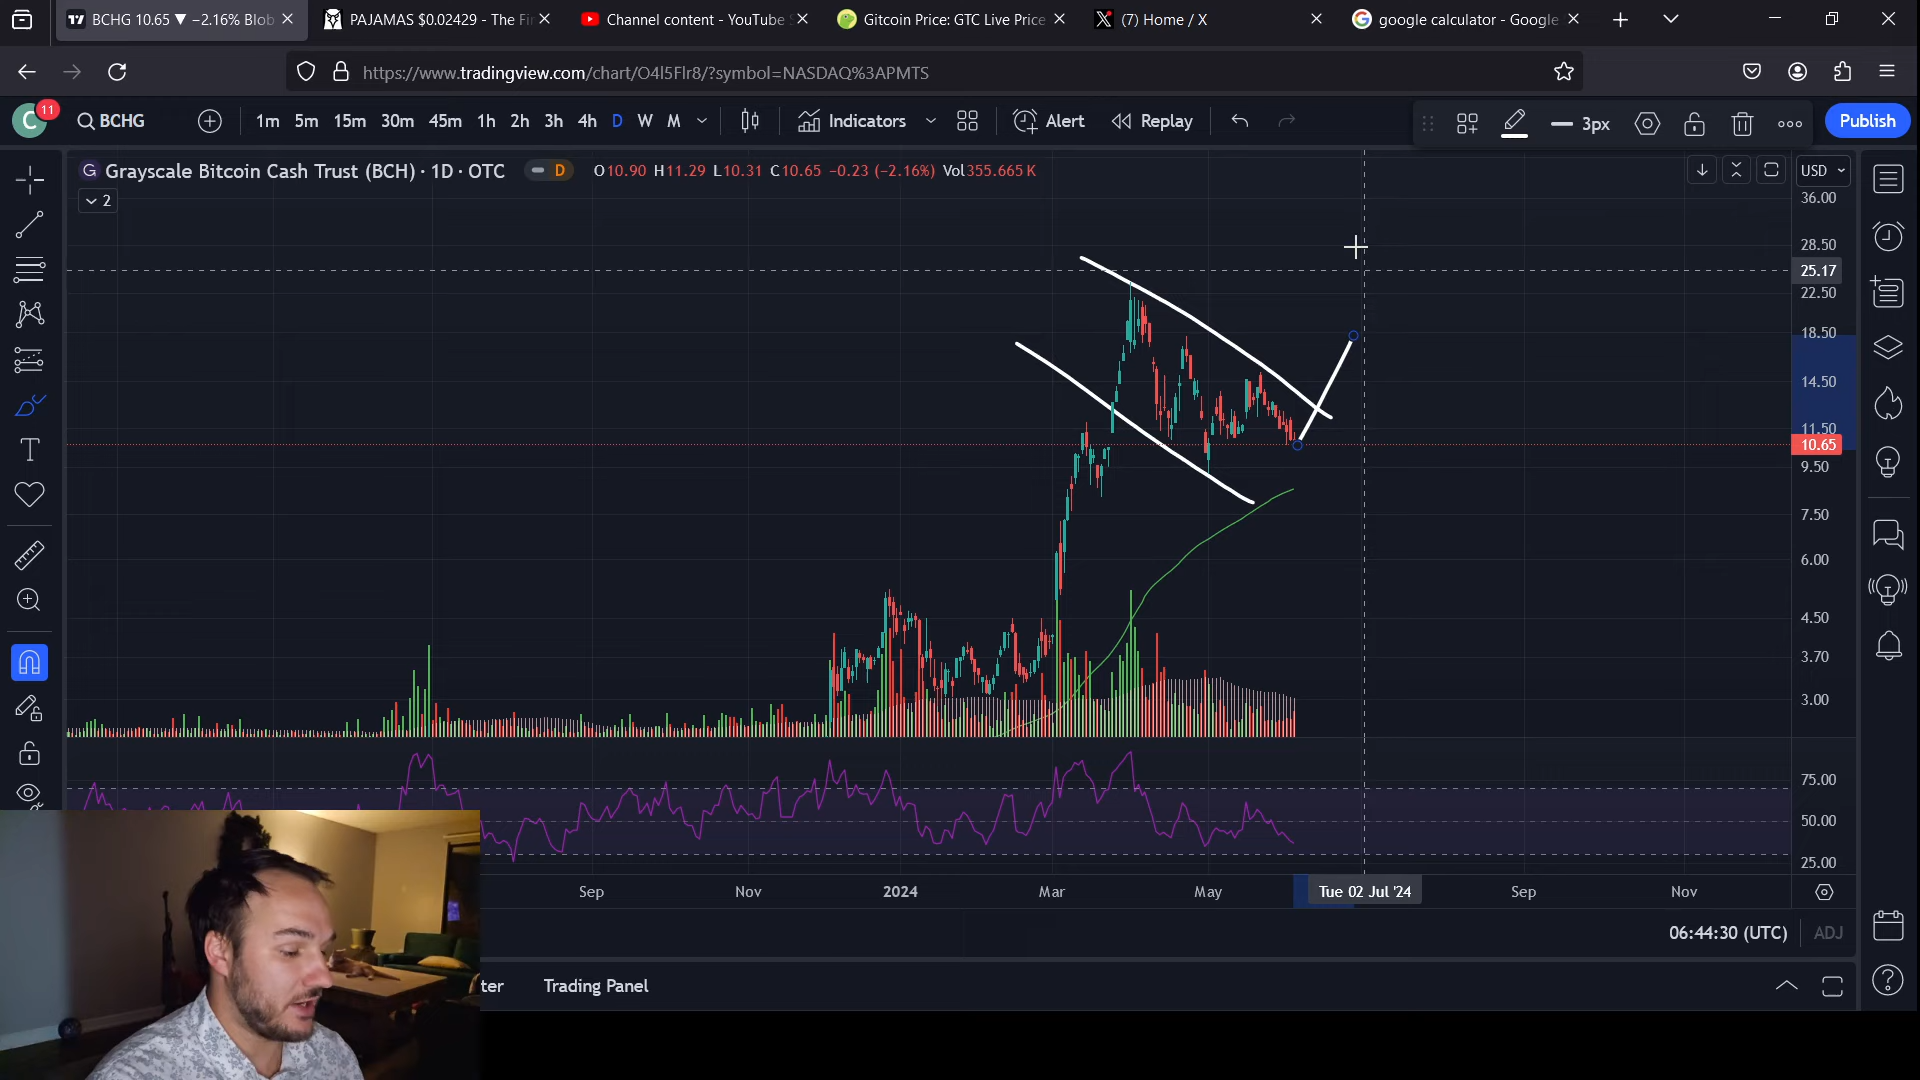 BCHG 10.65 ▼ −2.16% Blob
PAJAMAS $0.02429 - The Fir
Channel content - YouTube S
Gitcoin Price: GTC Live Price
(7) Home / X
google calculator - Google
https://www.tradingview.com/chart/O4l5Flr8/?symbol=NASDAQ%3APMTS
C 11 BCHG 1m 5m 15m 30m 45m 1h 2h 3h 4h D W M Indicators Alert Replay 3px Publish
G Grayscale Bitcoin Cash Trust (BCH) · 1D · OTC D O10.90 H11.29 L10.31 C10.65 −0.23 (−2.16%) Vol355.665 K USD
2
36.00
28.50
25.17
22.50
18.50
14.50
11.50
10.65
9.50
7.50
6.00
4.50
3.70
3.00
75.00
50.00
25.00
Sep Nov 2024 Mar May Tue 02 Jul '24 Sep Nov
06:44:30 (UTC) ADJ
ter Trading Panel